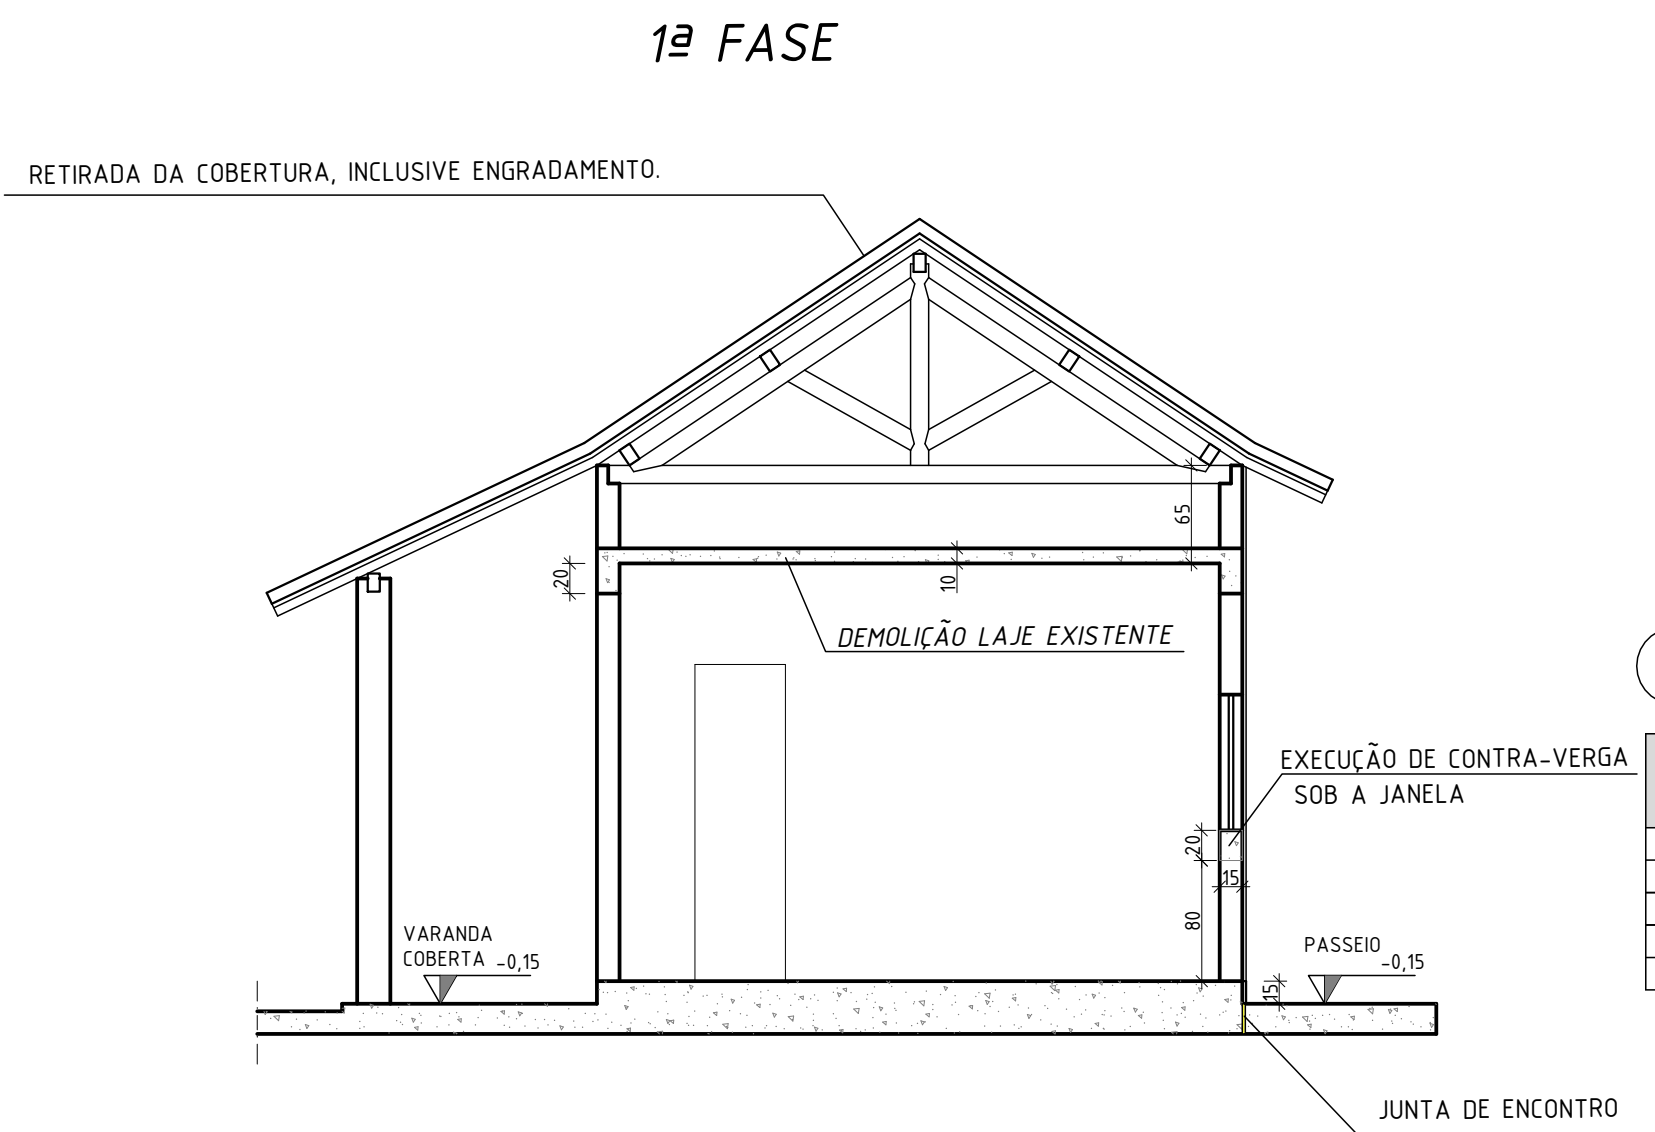 1ª FASE
RETIRADA DA COBERTURA, INCLUSIVE ENGRADAMENTO.
65
20
10
DEMOLIÇÃO LAJE EXISTENTE
EXECUÇÃO DE CONTRA-VERGA
SOB A JANELA
20
15
80
VARANDA
COBERTA -0,15
PASSEIO
-0,15
15
JUNTA DE ENCONTRO